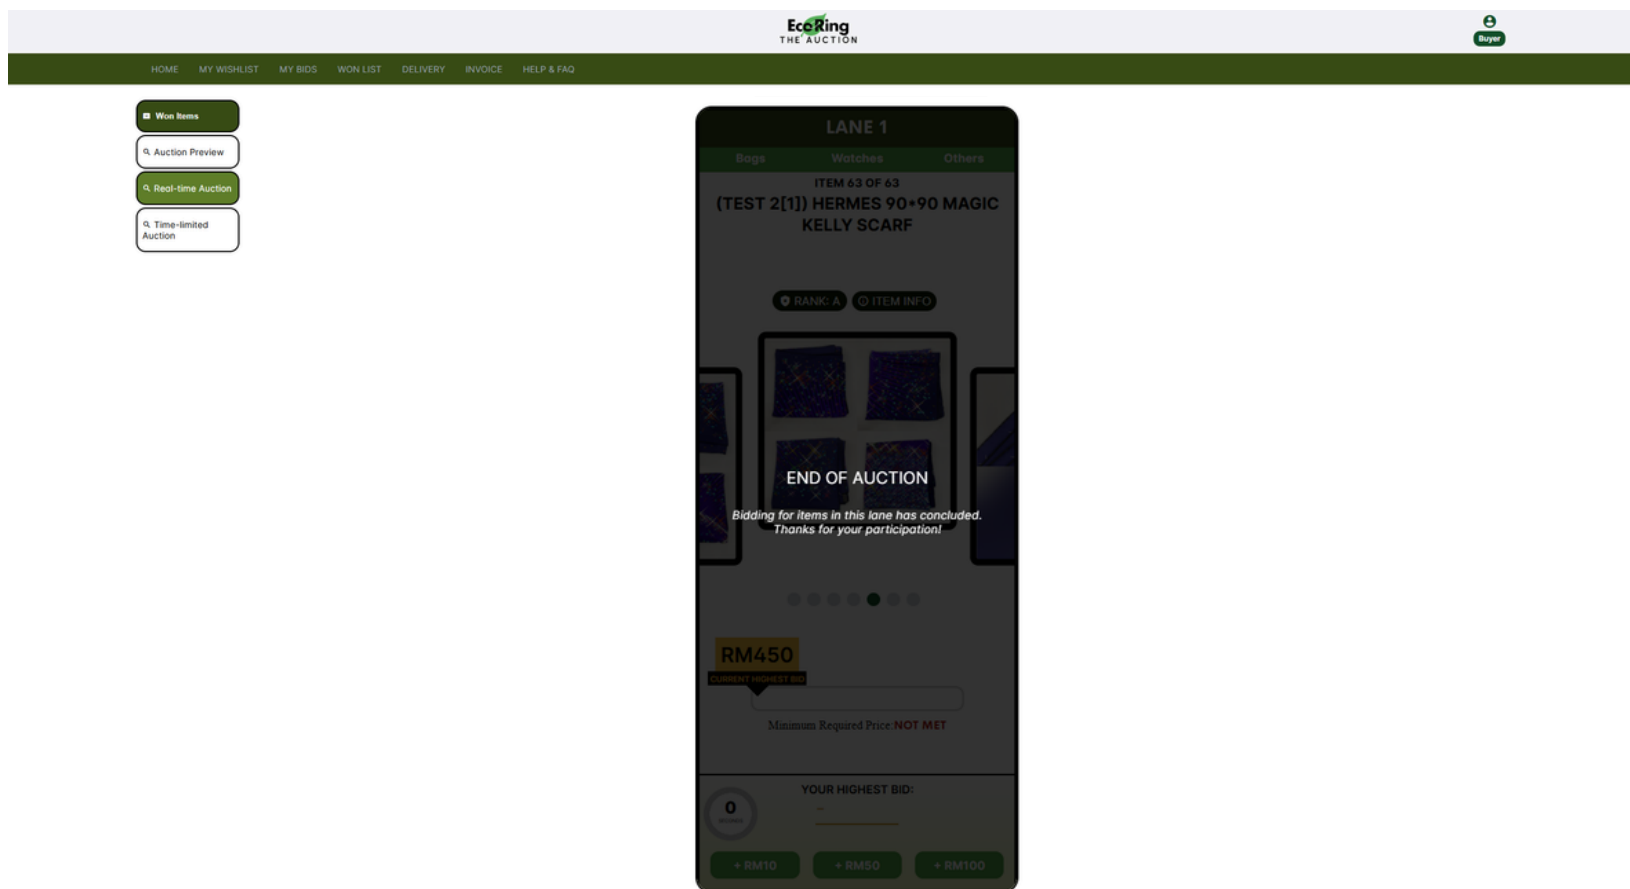 EcoRing
THE AUCTION
Buyer
HOME MY WISHLIST MY BIDS WON LIST DELIVERY INVOICE HELP & FAQ
Won Items
Auction Preview
Real-time Auction
Time-limited
Auction
LANE 1
Bags Watches Others
ITEM 63 OF 63
(TEST 2[1]) HERMES 90*90 MAGIC
KELLY SCARF
RANK: A ITEM INFO
END OF AUCTION
Bidding for items in this lane has concluded.
Thanks for your participation!
RM450
CURRENT HIGHEST BID
Minimum Required Price:NOT MET
YOUR HIGHEST BID:
0
SECONDS
+ RM10 + RM50 + RM100